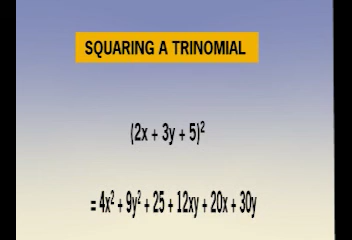 SQUARING A TRINOMIAL
(2x + 3y + 5)²
= 4x² + 9y² + 25 + 12xy + 20x + 30y